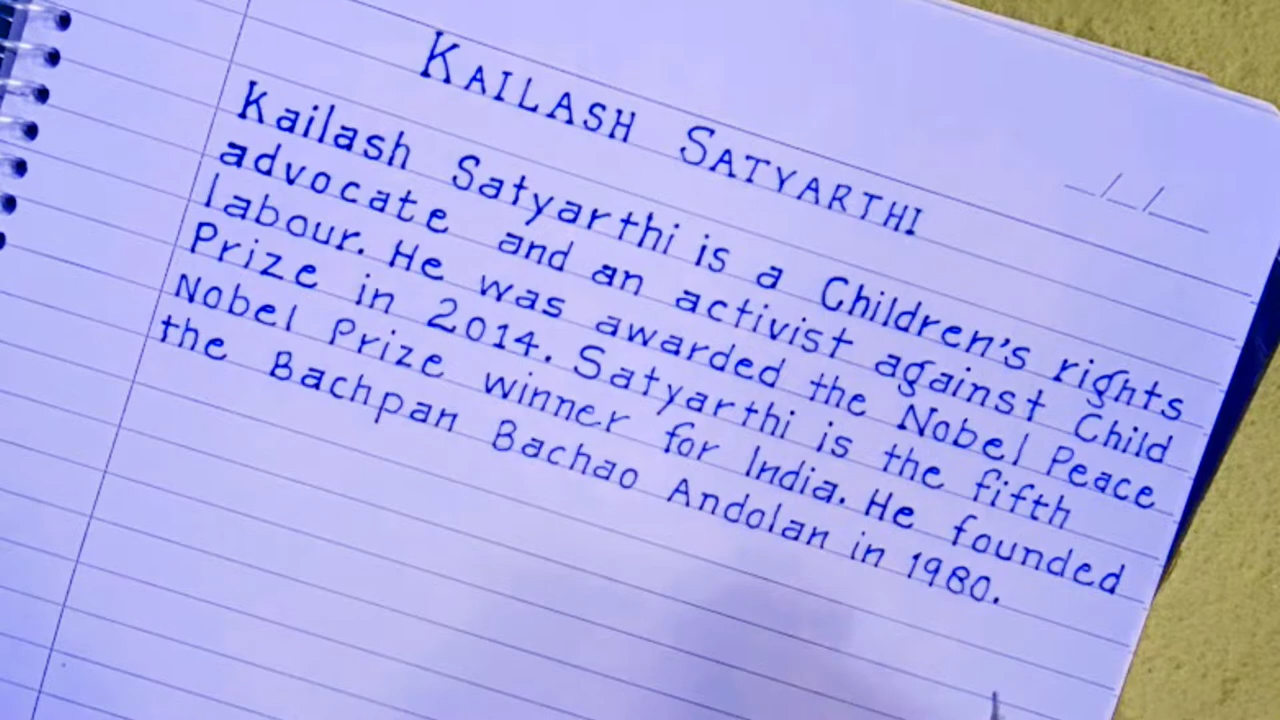 KAILASH SATYARTHI
_/_/_
Kailash Satyarthi is a Children's rights
advocate and an activist against Child
labour. He was awarded the Nobel Peace
Prize in 2014. Satyarthi is the fifth
Nobel Prize winner for India. He founded
the Bachpan Bachao Andolan in 1980.